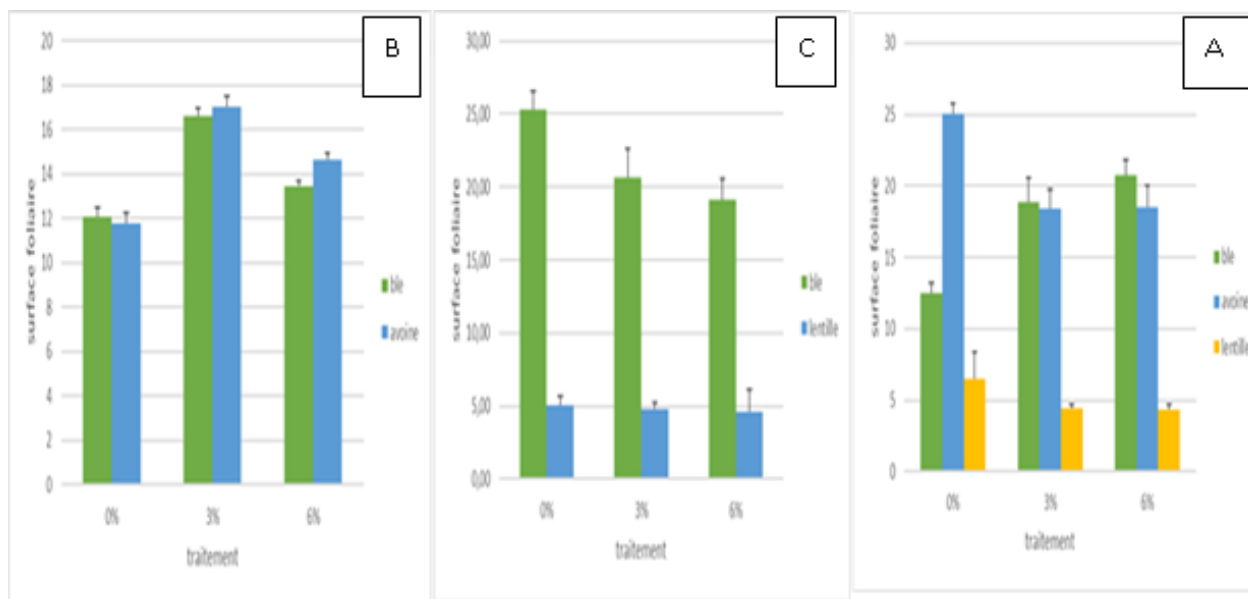 B
20
18
16
14
12
10
8
6
4
2
0
surface foliaire
0%
3%
6%
traitement
ble
avoine
C
30,00
25,00
20,00
15,00
10,00
5,00
0,00
surface foliaire
0%
3%
6%
traitement
ble
lentille
A
30
25
20
15
10
5
0
surface foliaire
0%
3%
6%
traitement
ble
avoine
lentille